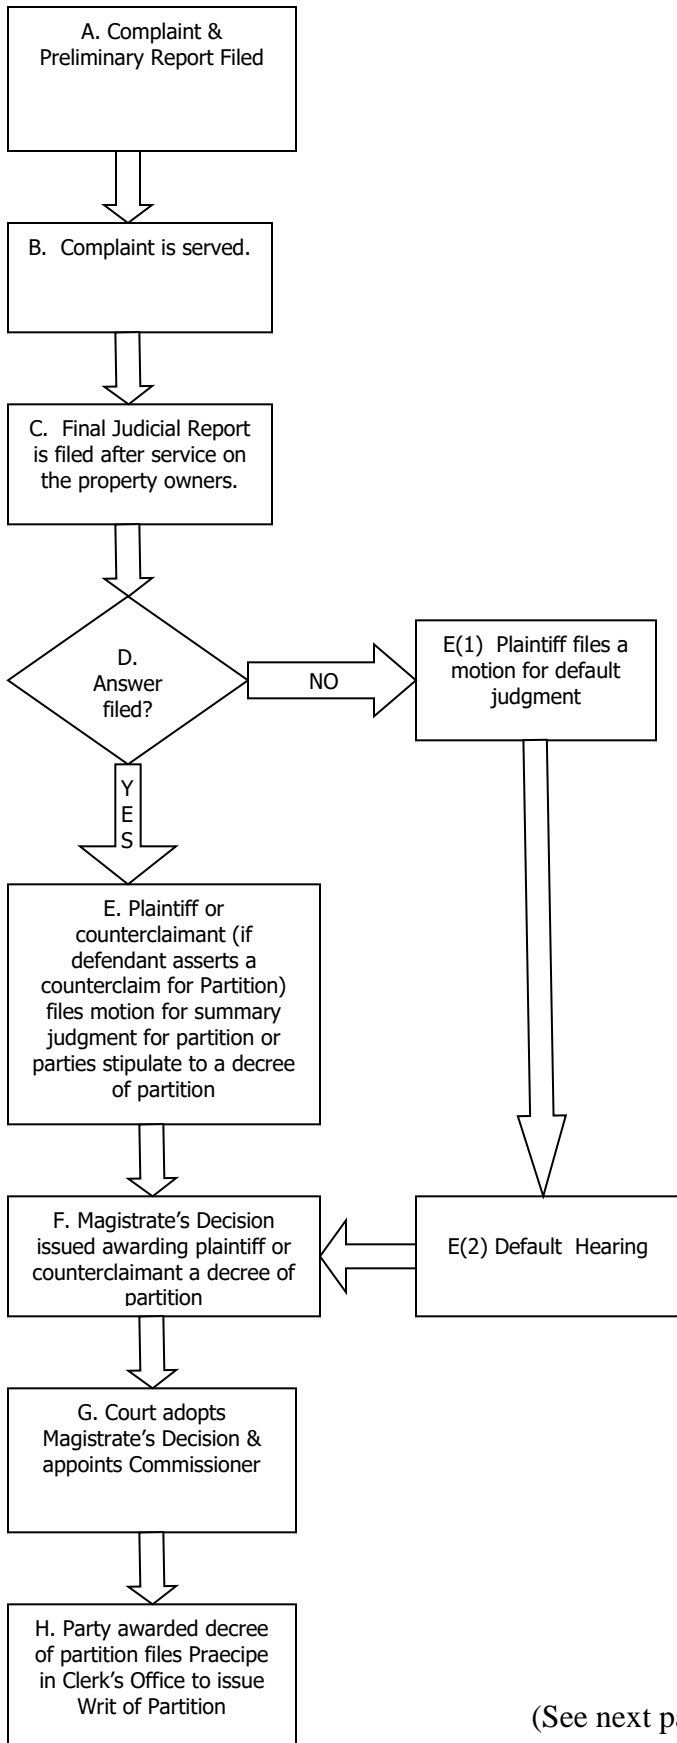 A. Complaint &
Preliminary Report Filed
B. Complaint is served.
C. Final Judicial Report
is filed after service on
the property owners.
D.
Answer
filed?
NO
E(1) Plaintiff files a
motion for default
judgment
Y
E
S
E. Plaintiff or
counterclaimant (if
defendant asserts a
counterclaim for Partition)
files motion for summary
judgment for partition or
parties stipulate to a decree
of partition
F. Magistrate's Decision
issued awarding plaintiff or
counterclaimant a decree of
partition
E(2) Default Hearing
G. Court adopts
Magistrate's Decision &
appoints Commissioner
H. Party awarded decree
of partition files Praecipe
in Clerk's Office to issue
Writ of Partition
(See next